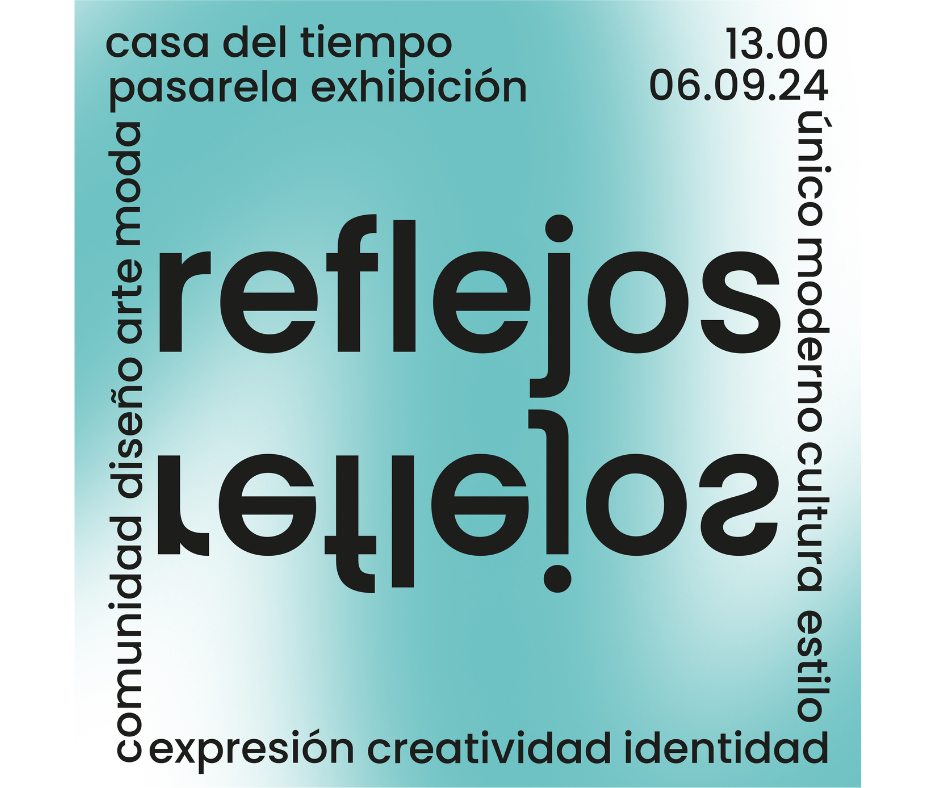 casa del tiempo
pasarela exhibición
13.00
06.09.24
comunidad diseño arte moda
único moderno cultura estilo
reflejos
reflejos
expresión creatividad identidad